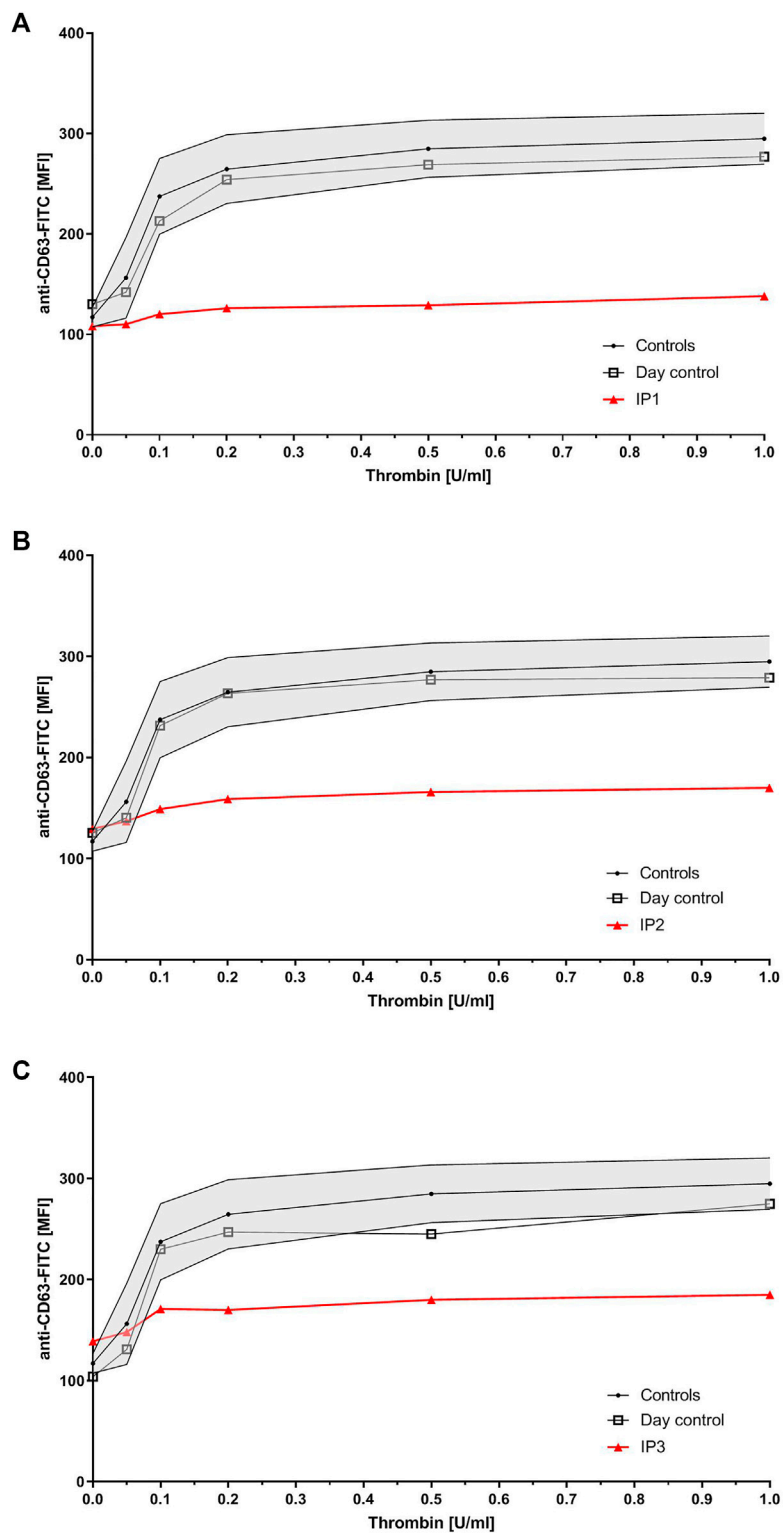 A
400
300
200
100
0
anti-CD63-FITC [MFI]
Controls
Day control
IP1
0.0 0.1 0.2 0.3 0.4 0.5 0.6 0.7 0.8 0.9 1.0
Thrombin [U/ml]
B
400
300
200
100
0
anti-CD63-FITC [MFI]
Controls
Day control
IP2
0.0 0.1 0.2 0.3 0.4 0.5 0.6 0.7 0.8 0.9 1.0
Thrombin [U/ml]
C
400
300
200
100
0
anti-CD63-FITC [MFI]
Controls
Day control
IP3
0.0 0.1 0.2 0.3 0.4 0.5 0.6 0.7 0.8 0.9 1.0
Thrombin [U/ml]